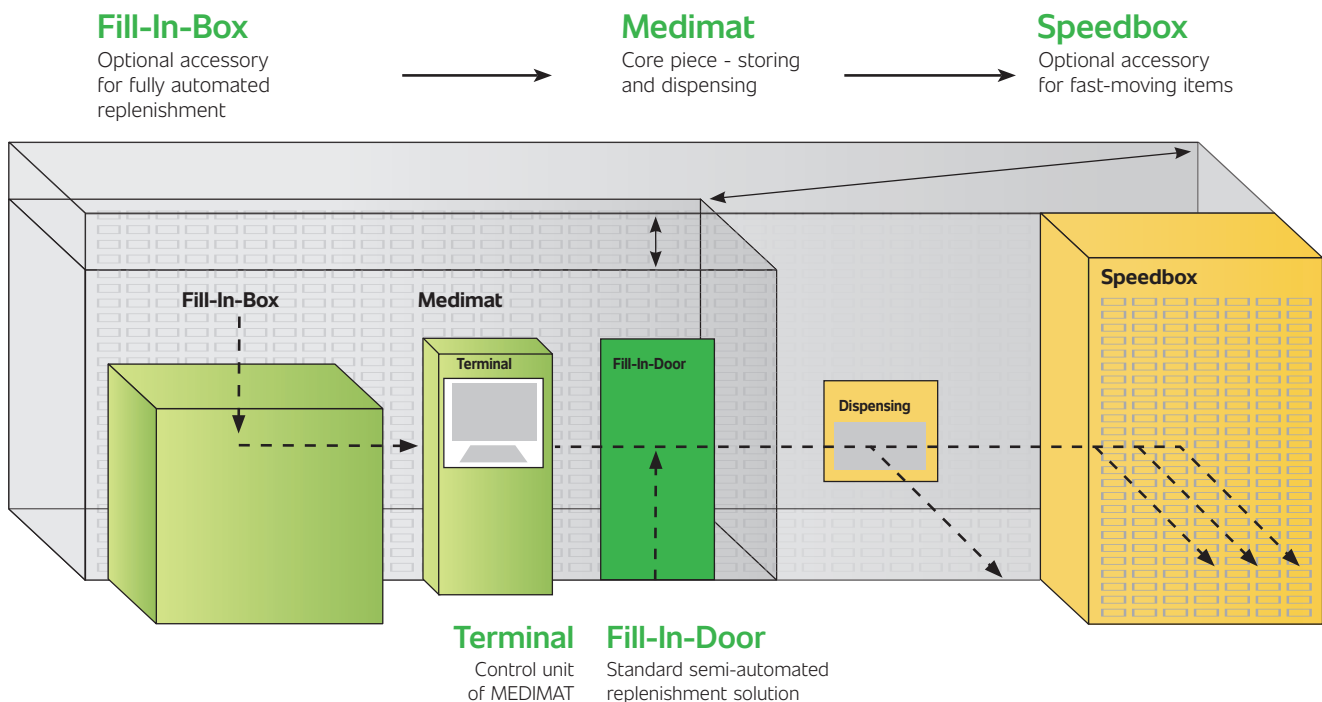 Fill-In-Box
Optional accessory
for fully automated
replenishment
Medimat
Core piece - storing
and dispensing
Speedbox
Optional accessory
for fast-moving items
Fill-In-Box
Medimat
Speedbox
Terminal
Fill-In-Door
Dispensing
Terminal
Control unit
of MEDIMAT
Fill-In-Door
Standard semi-automated
replenishment solution